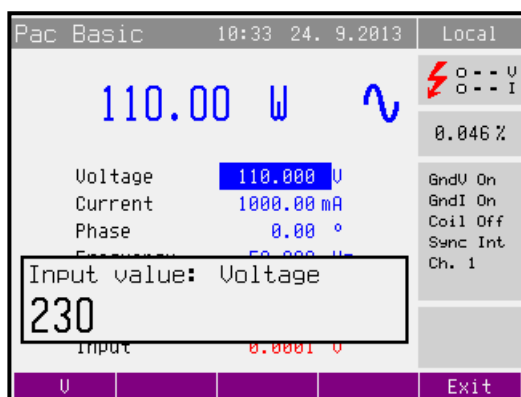 Pac Basic 10:33 24. 9.2013 Local
110.00 W
V
I
0.046 %
Voltage 110.000 V
Current 1000.00 mA
Phase 0.00 °
GndV On
GndI On
Coil Off
Sync Int
Ch. 1
Input value: Voltage
230
Input 0.0001 V
V Exit